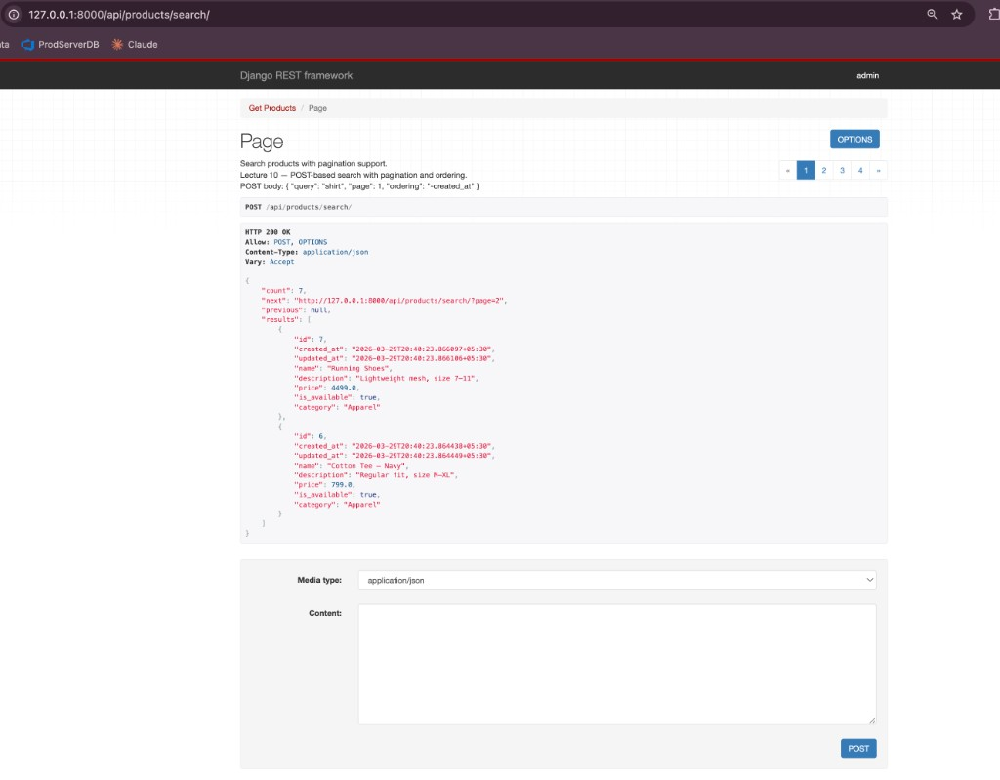 127.0.0.1:8000/api/products/search/
ta ProdServerDB Claude
Django REST framework admin
Get Products / Page
Page
OPTIONS
Search products with pagination support.
Lecture 10 — POST-based search with pagination and ordering.
POST body: { "query": "shirt", "page": 1, "ordering": "-created_at" }
« 1 2 3 4 »
POST /api/products/search/
HTTP 200 OK
Allow: POST, OPTIONS
Content-Type: application/json
Vary: Accept
{
"count": 7,
"next": "http://127.0.0.1:8000/api/products/search/?page=2",
"previous": null,
"results": [
{
"id": 7,
"created_at": "2026-03-29T20:40:23.866097+05:30",
"updated_at": "2026-03-29T20:40:23.866106+05:30",
"name": "Running Shoes",
"description": "Lightweight mesh, size 7–11",
"price": 4499.0,
"is_available": true,
"category": "Apparel"
},
{
"id": 6,
"created_at": "2026-03-29T20:40:23.864438+05:30",
"updated_at": "2026-03-29T20:40:23.864449+05:30",
"name": "Cotton Tee — Navy",
"description": "Regular fit, size M–XL",
"price": 799.0,
"is_available": true,
"category": "Apparel"
}
]
}
Media type: application/json
Content:
POST